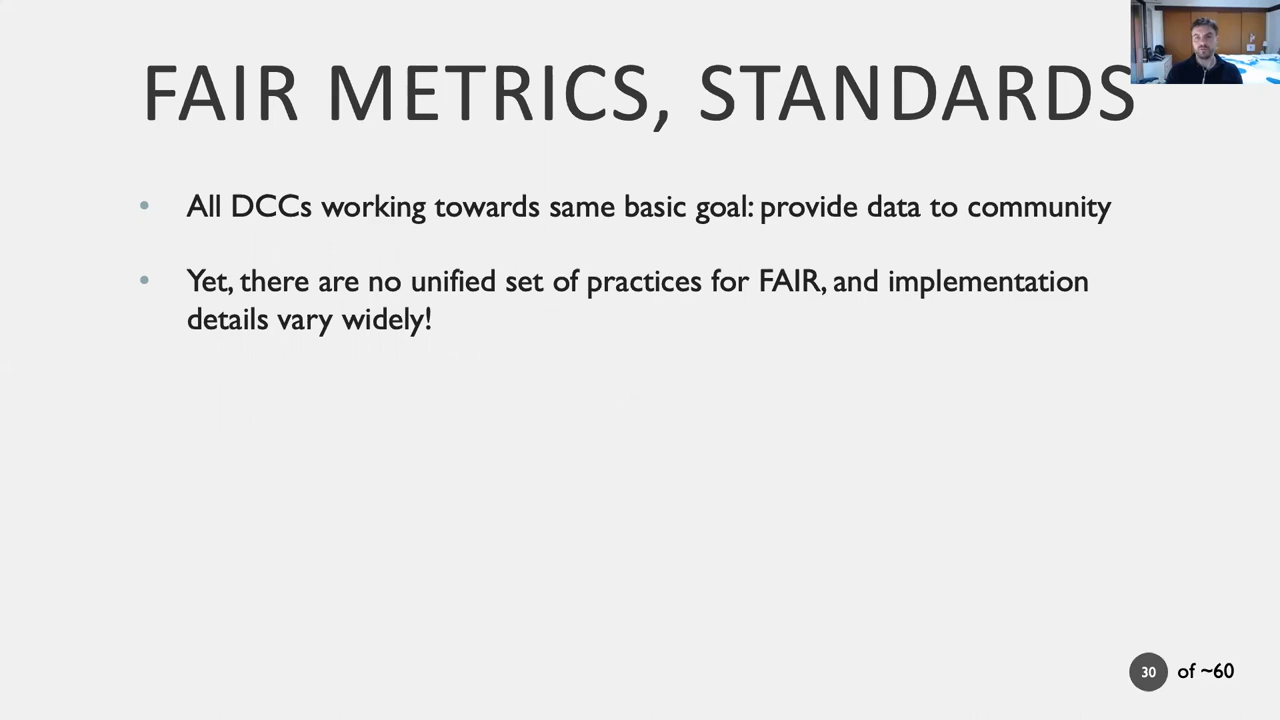 FAIR METRICS, STANDARDS
• All DCCs working towards same basic goal: provide data to community
• Yet, there are no unified set of practices for FAIR, and implementation
details vary widely!
30 of ~60